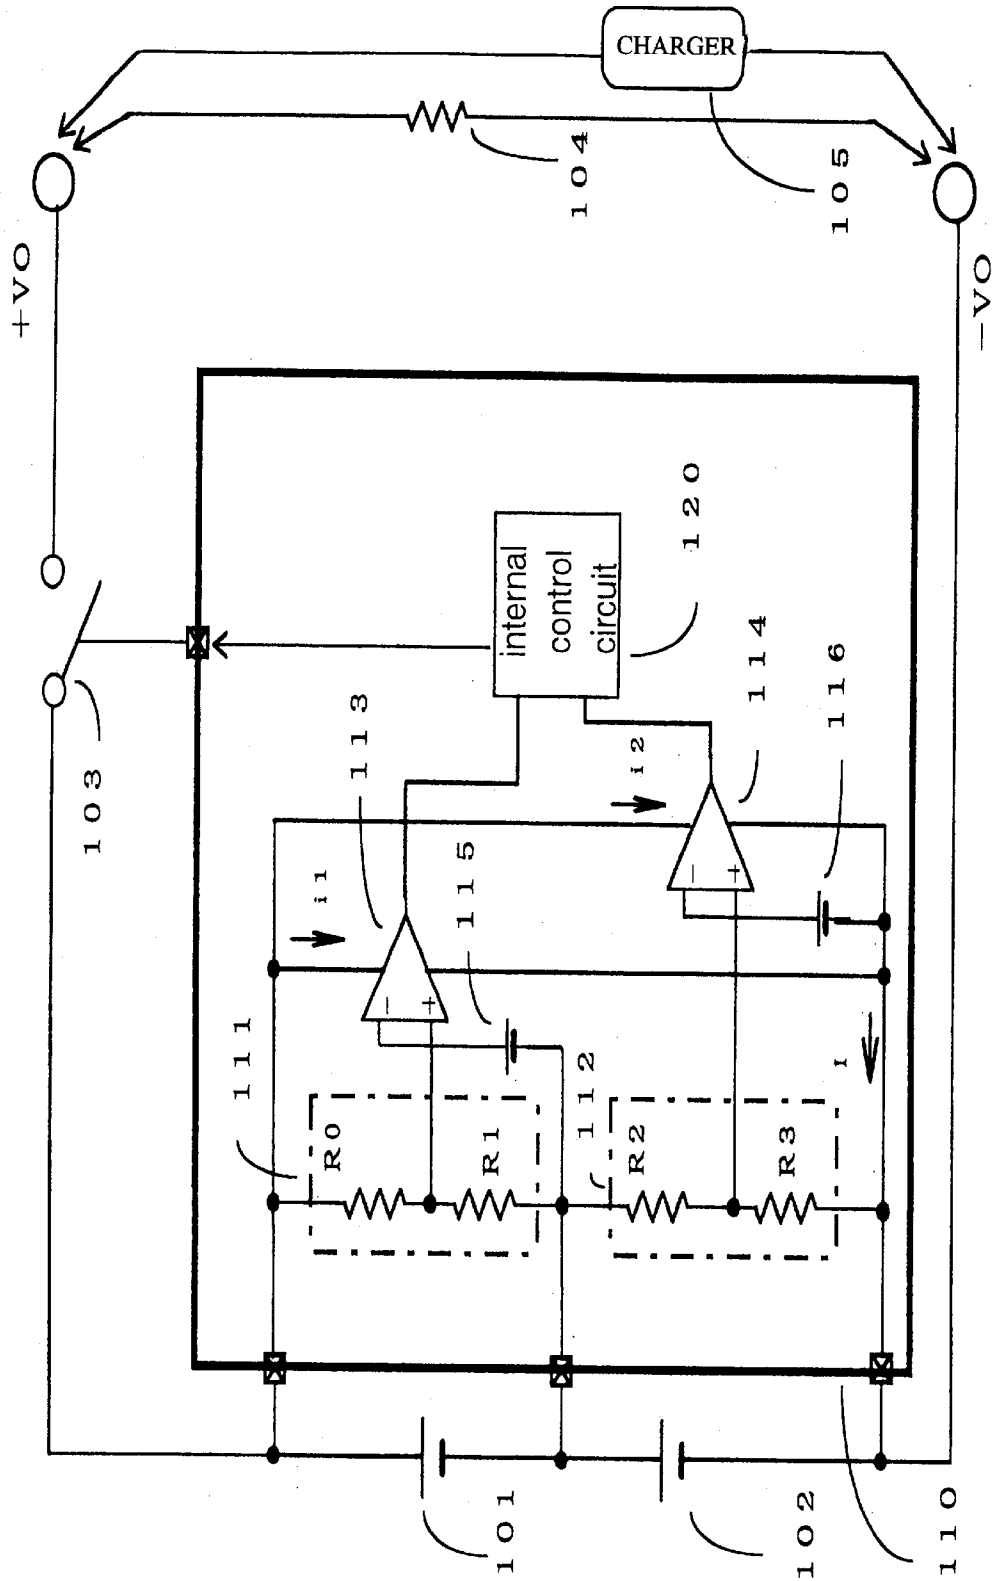 CHARGER
104
105
+VO
-VO
internal
control
circuit
120
103
113
114
116
i2
i1
115
111
112
I
R0
R1
R2
R3
101
102
110
−
+
−
+